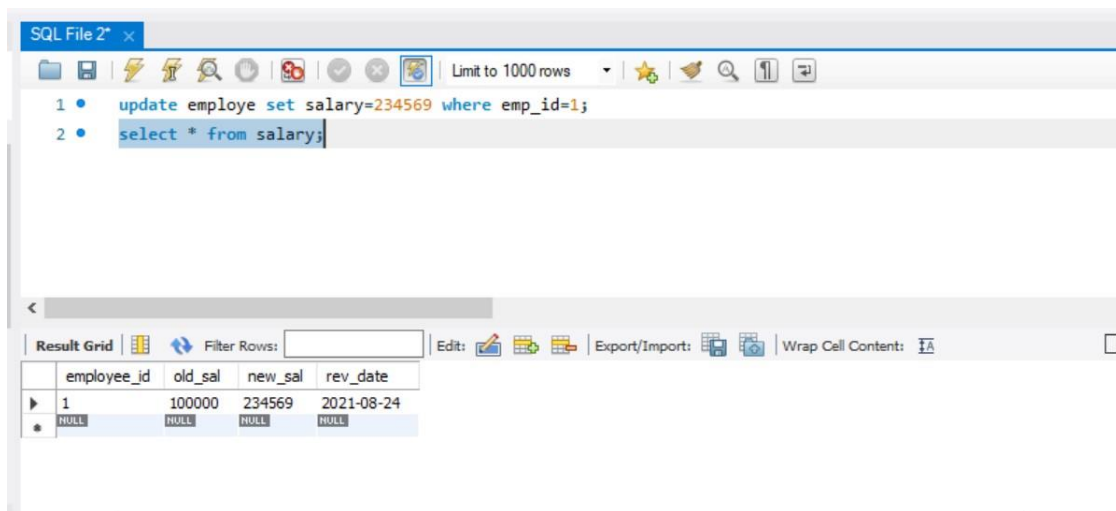 SQL File 2*
Limit to 1000 rows
1 update employe set salary=234569 where emp_id=1;
2 select * from salary;
Result Grid Filter Rows: Edit: Export/Import: Wrap Cell Content:
employee_id old_sal new_sal rev_date
1 100000 234569 2021-08-24
NULL NULL NULL NULL